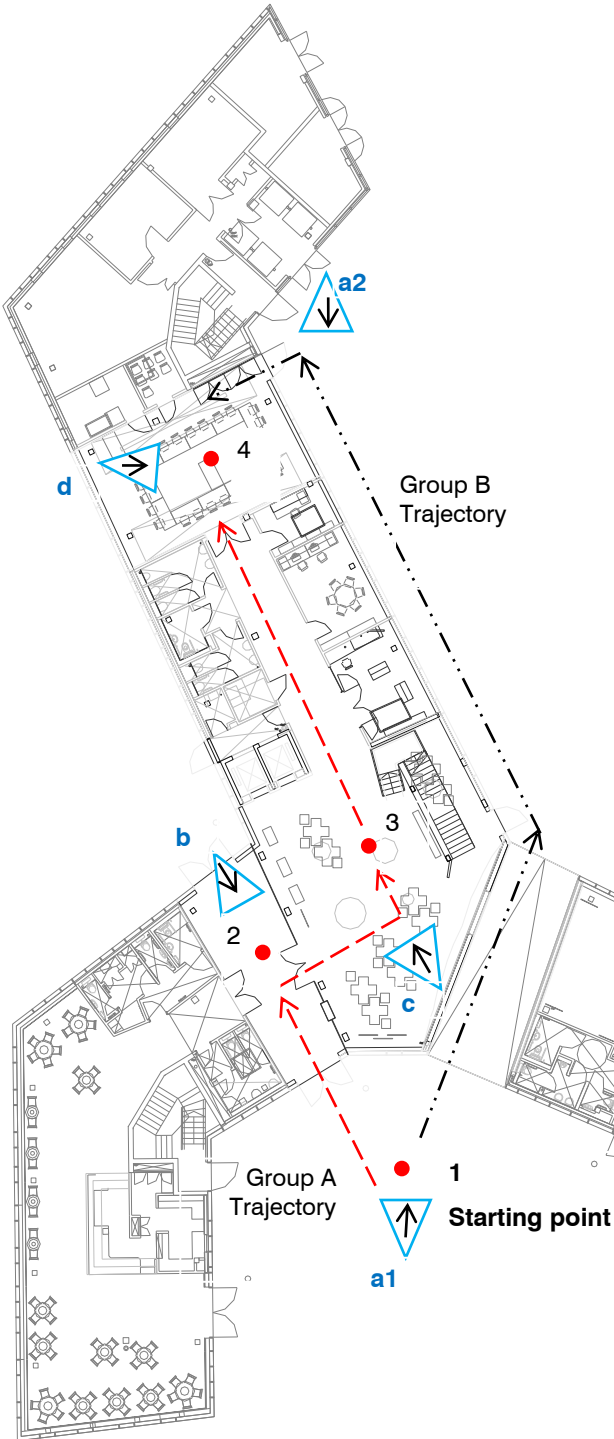 a2
4
d
Group B
Trajectory
3
b
2
c
Group A
Trajectory
1
Starting point
a1